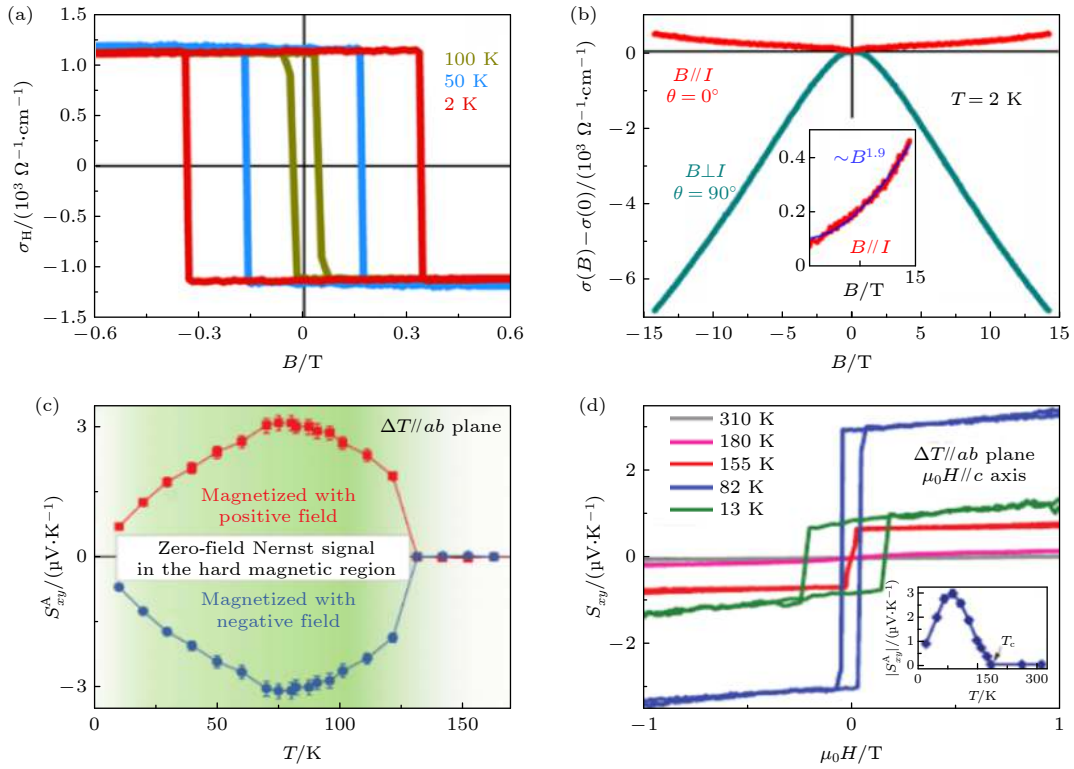 (a)
1.5
1.0
0.5
0
-0.5
-1.0
-1.5
σH/(10³ Ω⁻¹·cm⁻¹)
100 K
50 K
2 K
-0.6
-0.3
0
0.3
0.6
B/T
(b)
0
-2
-4
-6
σ(B)-σ(0)/(10³ Ω⁻¹·cm⁻¹)
B//I
θ=0°
T=2 K
B⊥I
θ=90°
0.4
0.2
0
~B¹·⁹
B//I
15
B/T
-15
-10
-5
0
5
10
15
B/T
(c)
3
0
-3
Sᴬxy/(μV·K⁻¹)
ΔT//ab plane
Magnetized with
positive field
Zero-field Nernst signal
in the hard magnetic region
Magnetized with
negative field
0
50
100
150
T/K
(d)
2
0
-2
Sxy/(μV·K⁻¹)
310 K
180 K
155 K
82 K
13 K
ΔT//ab plane
μ₀H//c axis
3
2
1
0
|Sᴬxy|/(μV·K⁻¹)
Tc
0
150
300
T/K
-1
0
1
μ₀H/T